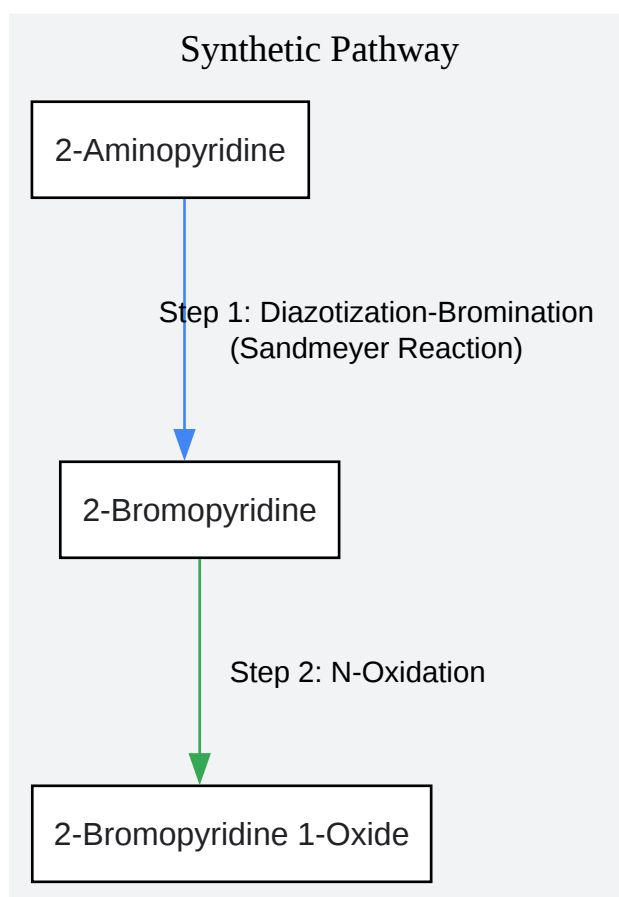 Synthetic Pathway
2-Aminopyridine
Step 1: Diazotization-Bromination
(Sandmeyer Reaction)
2-Bromopyridine
Step 2: N-Oxidation
2-Bromopyridine 1-Oxide